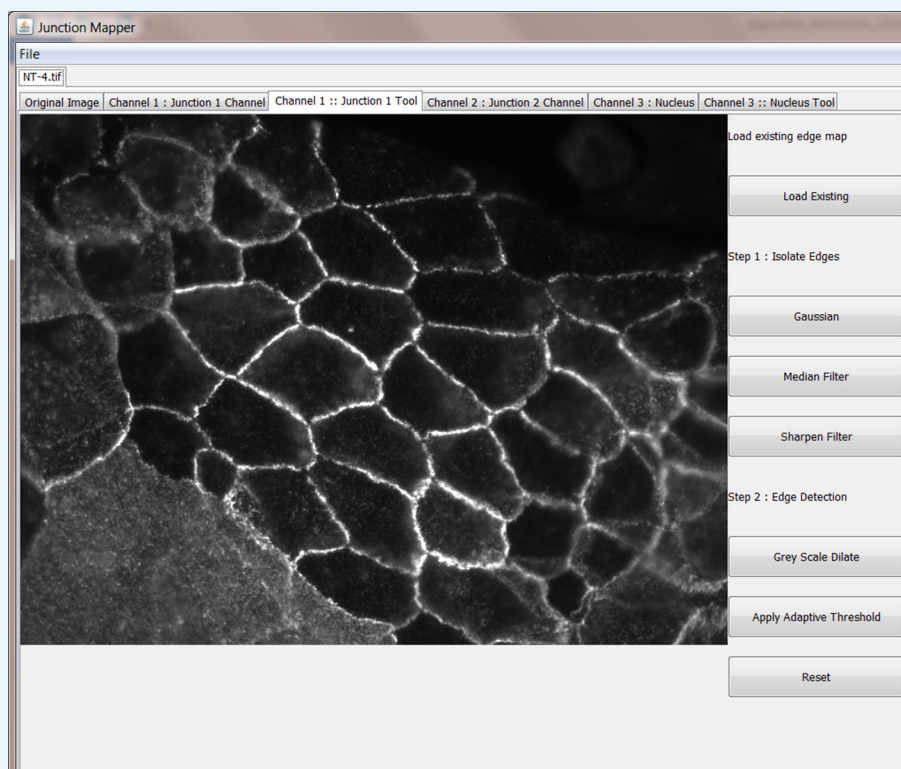 Junction Mapper
File
NT-4.tif
Original Image
Channel 1 : Junction 1 Channel
Channel 1 :: Junction 1 Tool
Channel 2 : Junction 2 Channel
Channel 3 : Nucleus
Channel 3 :: Nucleus Tool
Load existing edge map
Load Existing
Step 1 : Isolate Edges
Gaussian
Median Filter
Sharpen Filter
Step 2 : Edge Detection
Grey Scale Dilate
Apply Adaptive Threshold
Reset